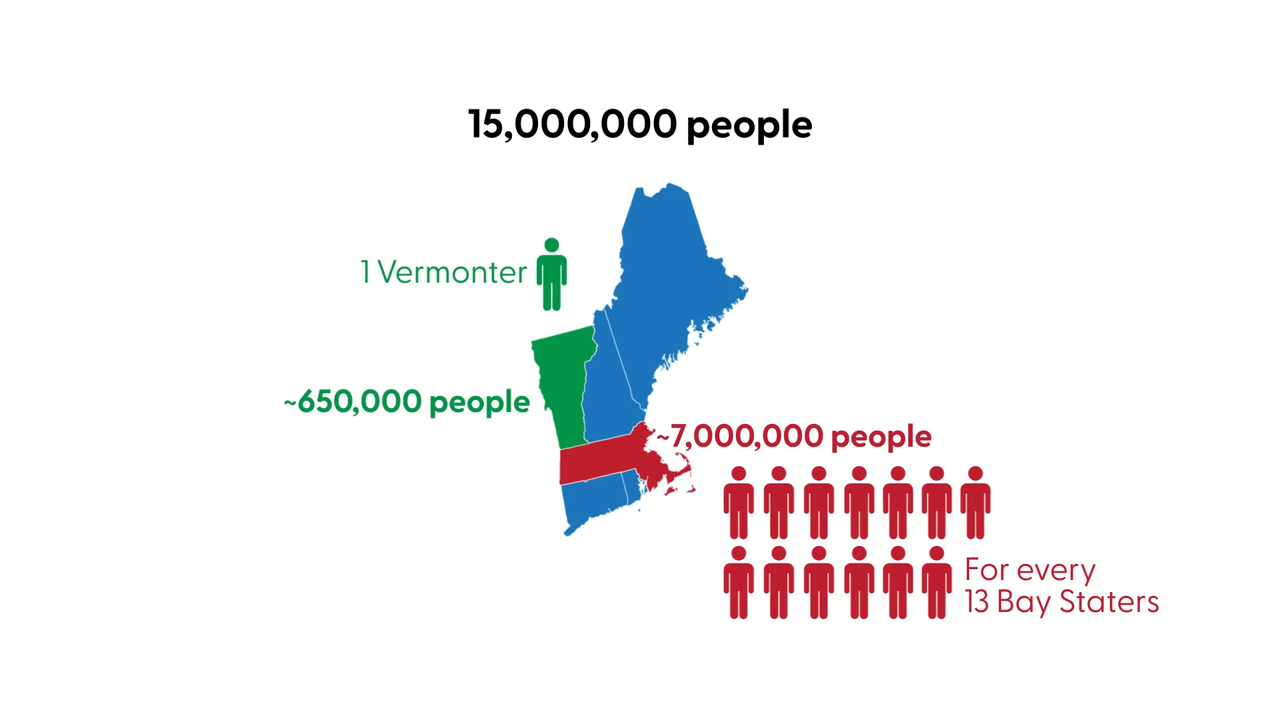 15,000,000 people
1 Vermonter
~650,000 people
~7,000,000 people
For every
13 Bay Staters